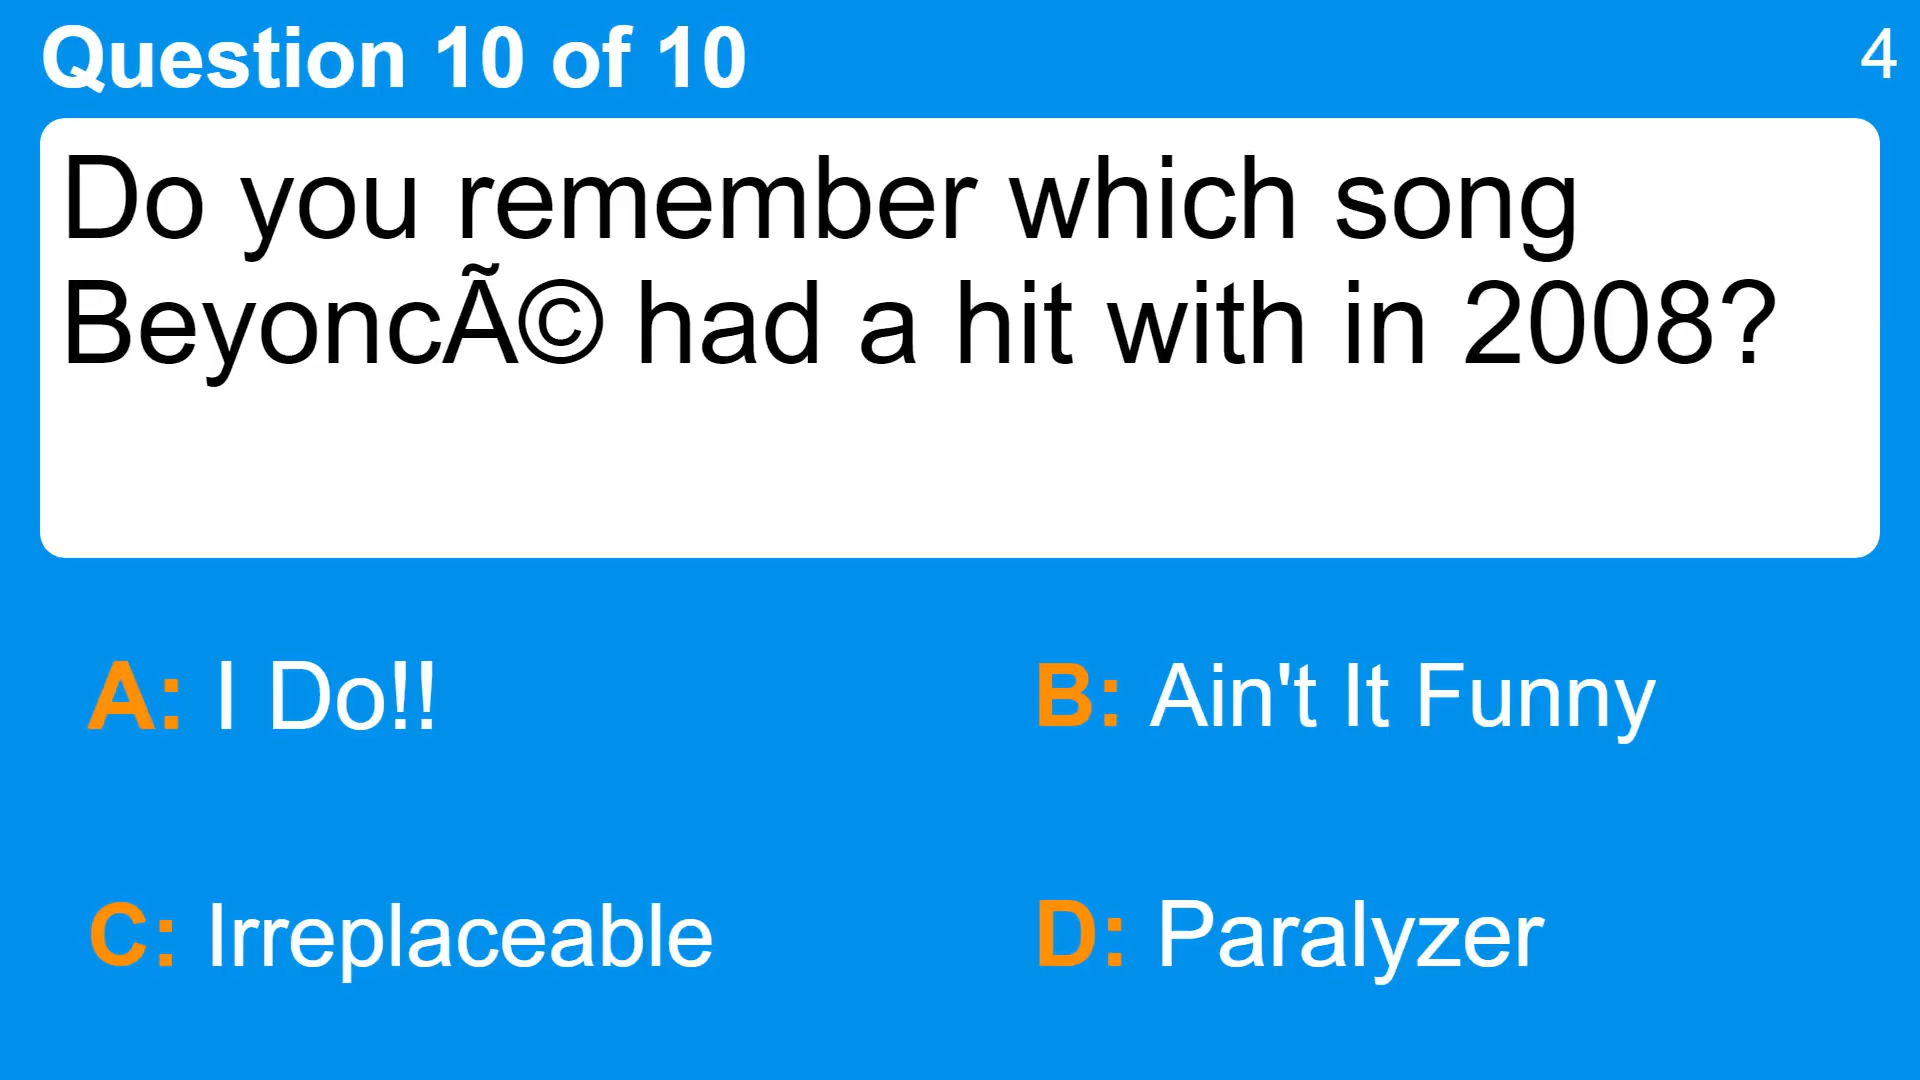 Question 10 of 10
4
Do you remember which song
BeyoncÃ© had a hit with in 2008?
A: I Do!!
B: Ain't It Funny
C: Irreplaceable
D: Paralyzer